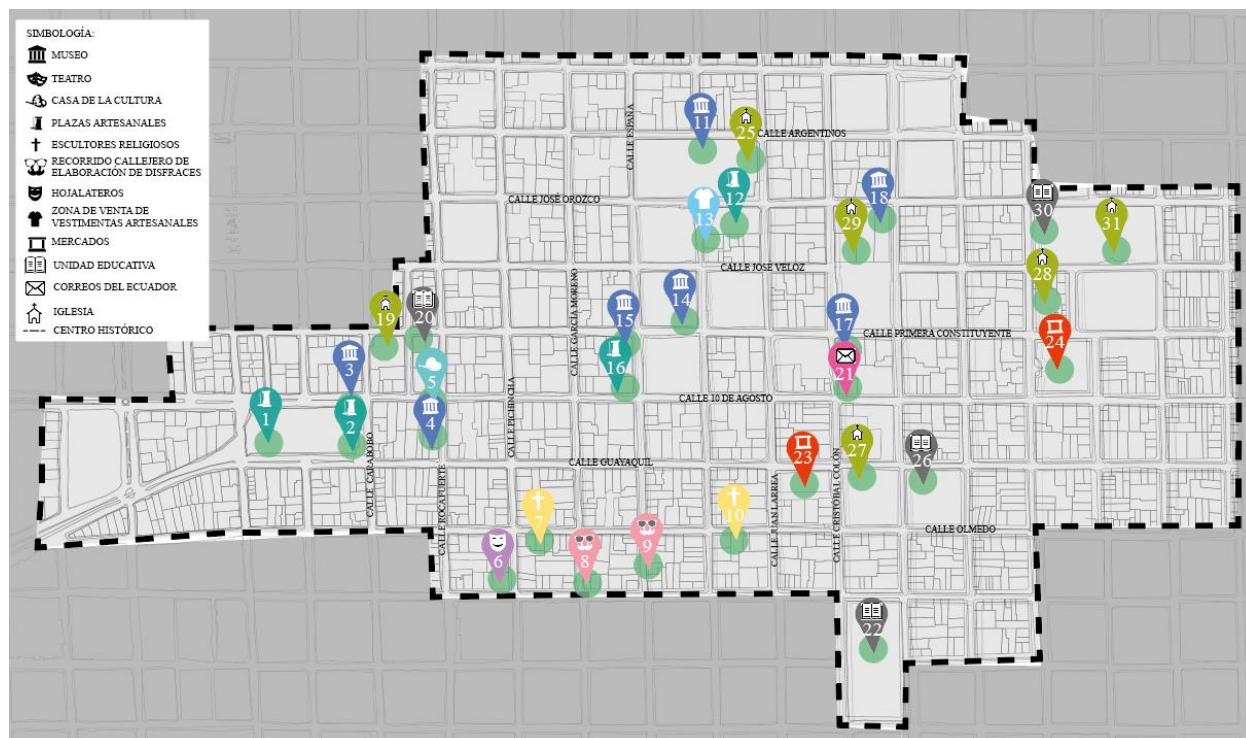 SIMBOLOGÍA:
MUSEO
TEATRO
CASA DE LA CULTURA
PLAZAS ARTESANALES
ESCULTORES RELIGIOSOS
RECORRIDO CALLEJERO DE
ELABORACIÓN DE DISFRACES
HOJALATEROS
ZONA DE VENTA DE
VESTIMENTAS ARTESANALES
MERCADOS
UNIDAD EDUCATIVA
CORREOS DEL ECUADOR
IGLESIA
CENTRO HISTÓRICO
11
25
CALLE ARGENTINOS
CALLE ESPAÑA
12
18
CALLE JOSÉ OROZCO
13
29
30
31
CALLE JOSÉ VELOZ
28
14
CALLE GARCÍA MORENO
19
20
15
17
CALLE PRIMERA CONSTITUYENTE
24
3
16
21
5
CALLE 10 DE AGOSTO
CALLE PICHINCHA
1
2
4
CALLE CARABOBO
23
27
26
CALLE GUAYAQUIL
CALLE ROCAFUERTE
CALLE JUAN LARREA
CALLE CRISTÓBAL COLÓN
7
10
CALLE OLMEDO
6
8
9
22